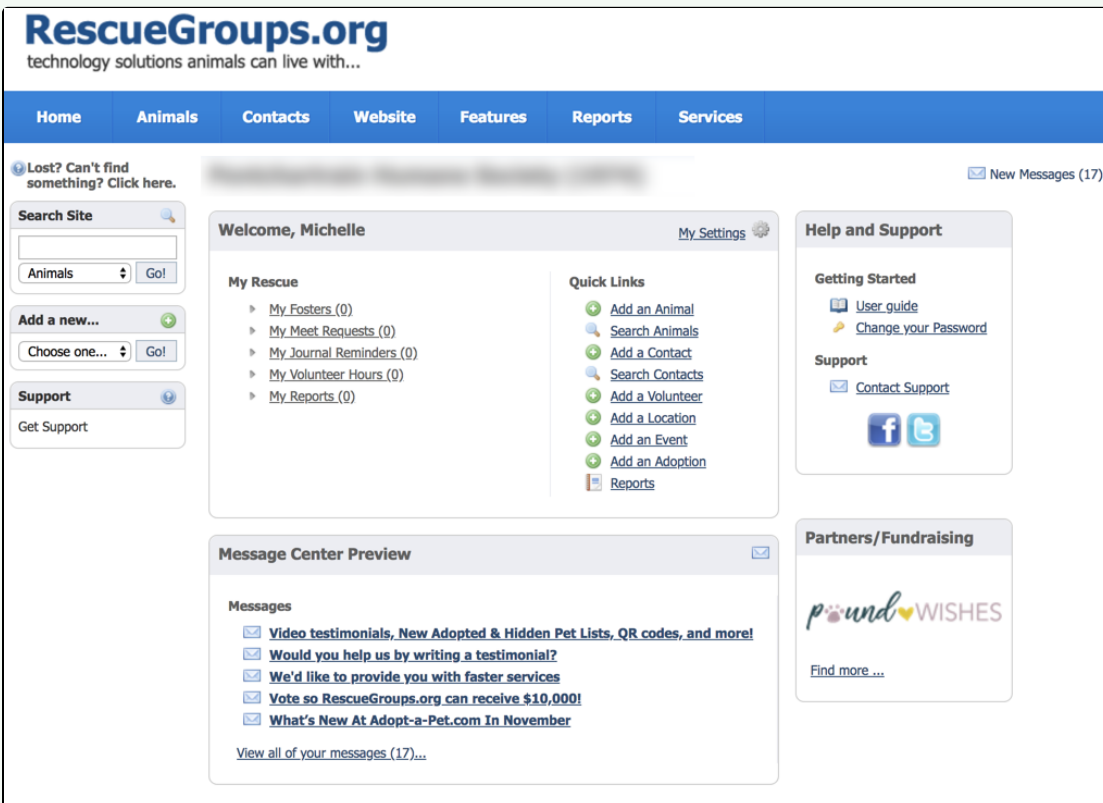 RescueGroups.org
technology solutions animals can live with...
Home Animals Contacts Website Features Reports Services
Lost? Can't find
something? Click here.
New Messages (17)
Search Site
Animals Go!
Add a new...
Choose one... Go!
Support
Get Support
Welcome, Michelle My Settings
My Rescue
My Fosters (0)
My Meet Requests (0)
My Journal Reminders (0)
My Volunteer Hours (0)
My Reports (0)
Quick Links
Add an Animal
Search Animals
Add a Contact
Search Contacts
Add a Volunteer
Add a Location
Add an Event
Add an Adoption
Reports
Message Center Preview
Messages
Video testimonials, New Adopted & Hidden Pet Lists, QR codes, and more!
Would you help us by writing a testimonial?
We'd like to provide you with faster services
Vote so RescueGroups.org can receive $10,000!
What's New At Adopt-a-Pet.com In November
View all of your messages (17)...
Help and Support
Getting Started
User guide
Change your Password
Support
Contact Support
Partners/Fundraising
pound WISHES
Find more ...